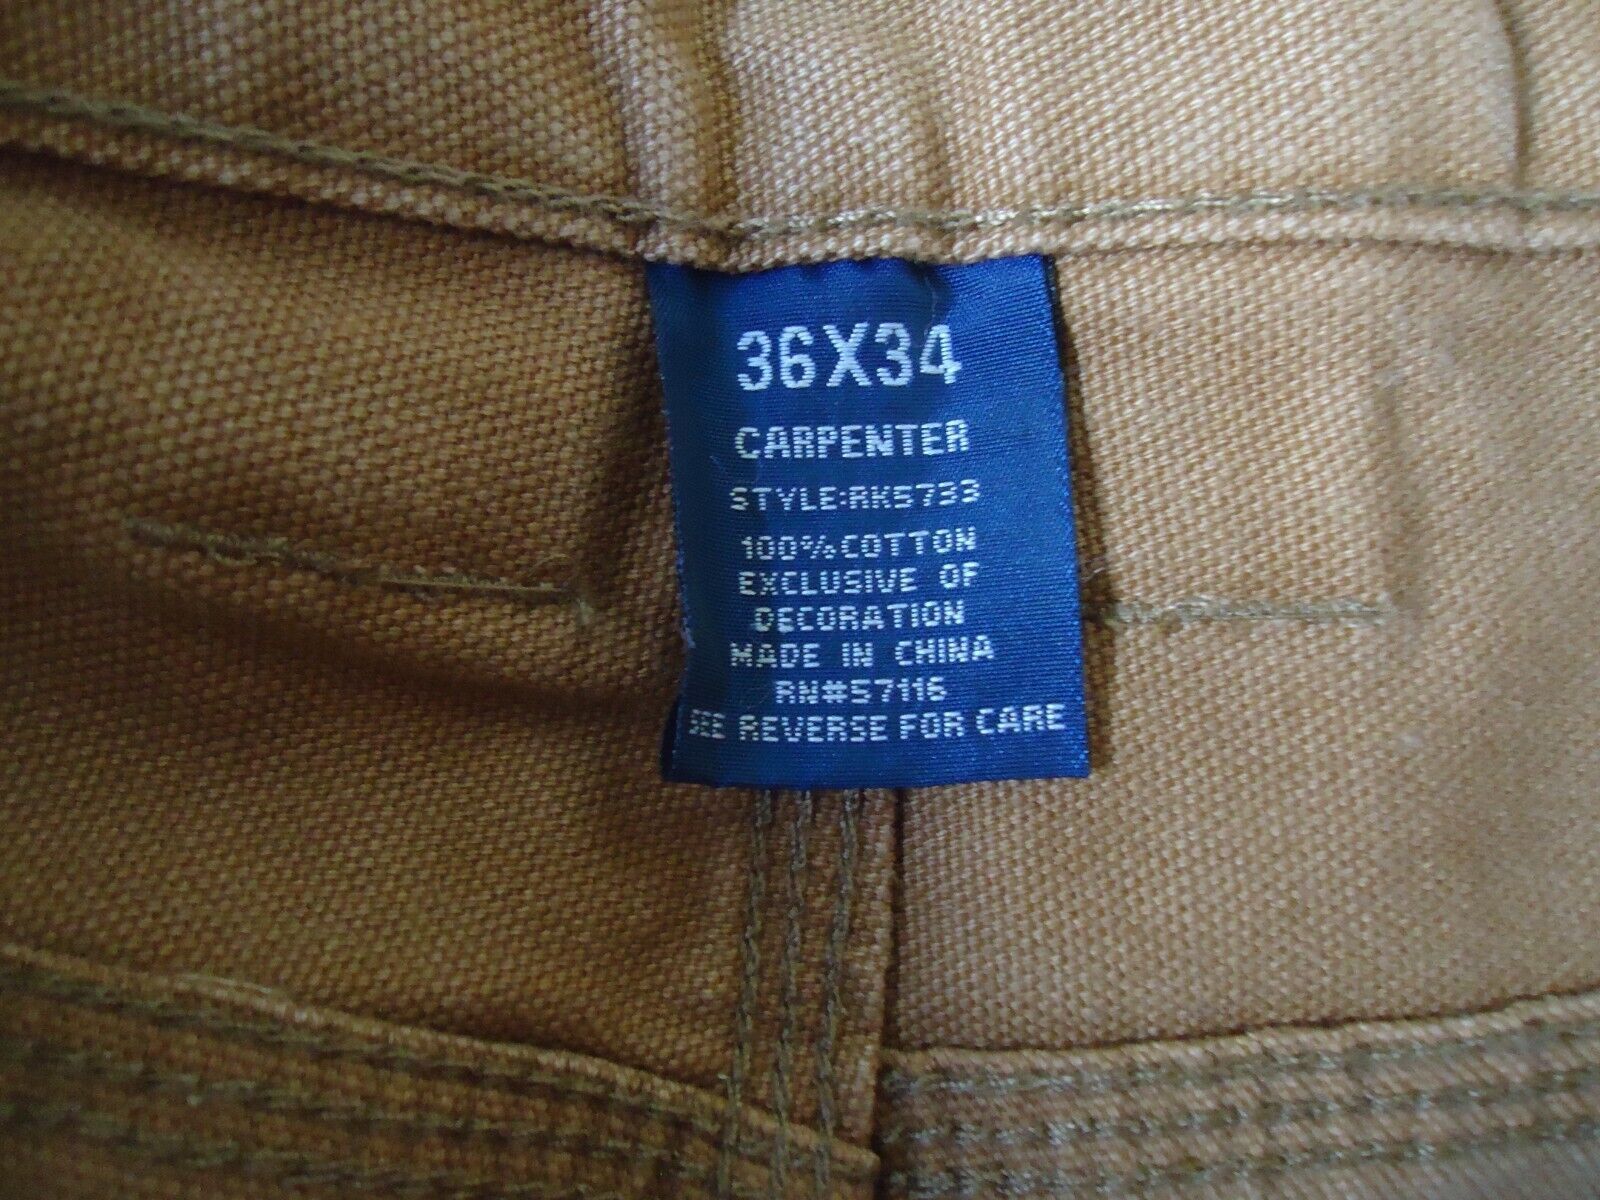 36X34
CARPENTER
STYLE:RK5733
100%COTTON
EXCLUSIVE OF
DECORATION
MADE IN CHINA
RN#57116
SEE REVERSE FOR CARE